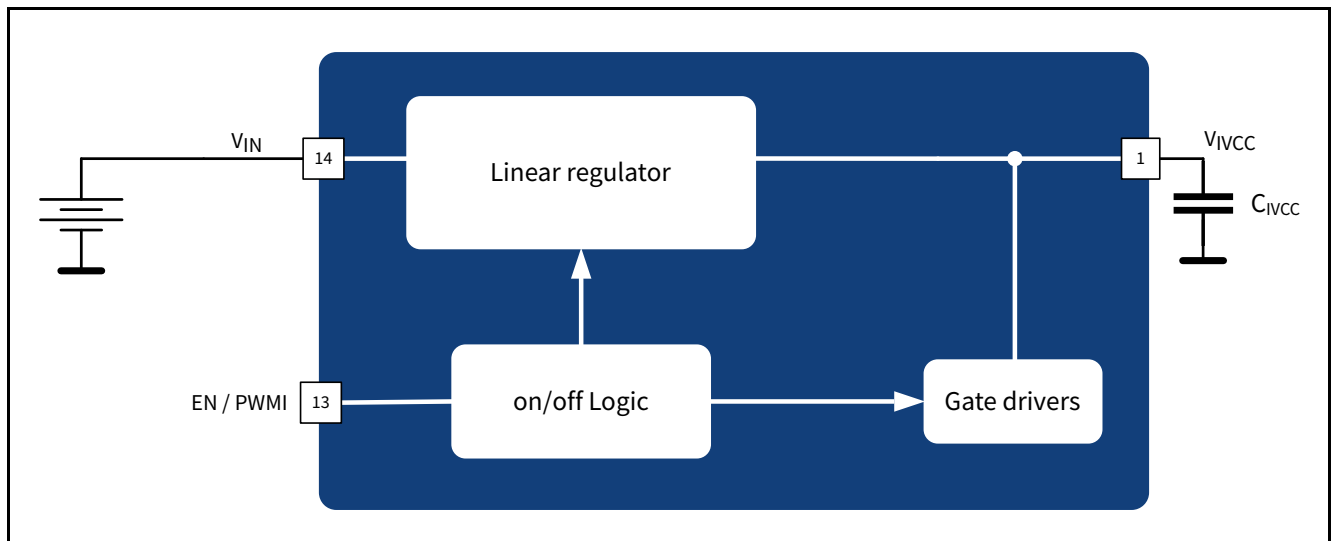 VIN
14
Linear regulator
1
VIVCC
CIVCC
EN / PWMI
13
on/off Logic
Gate drivers